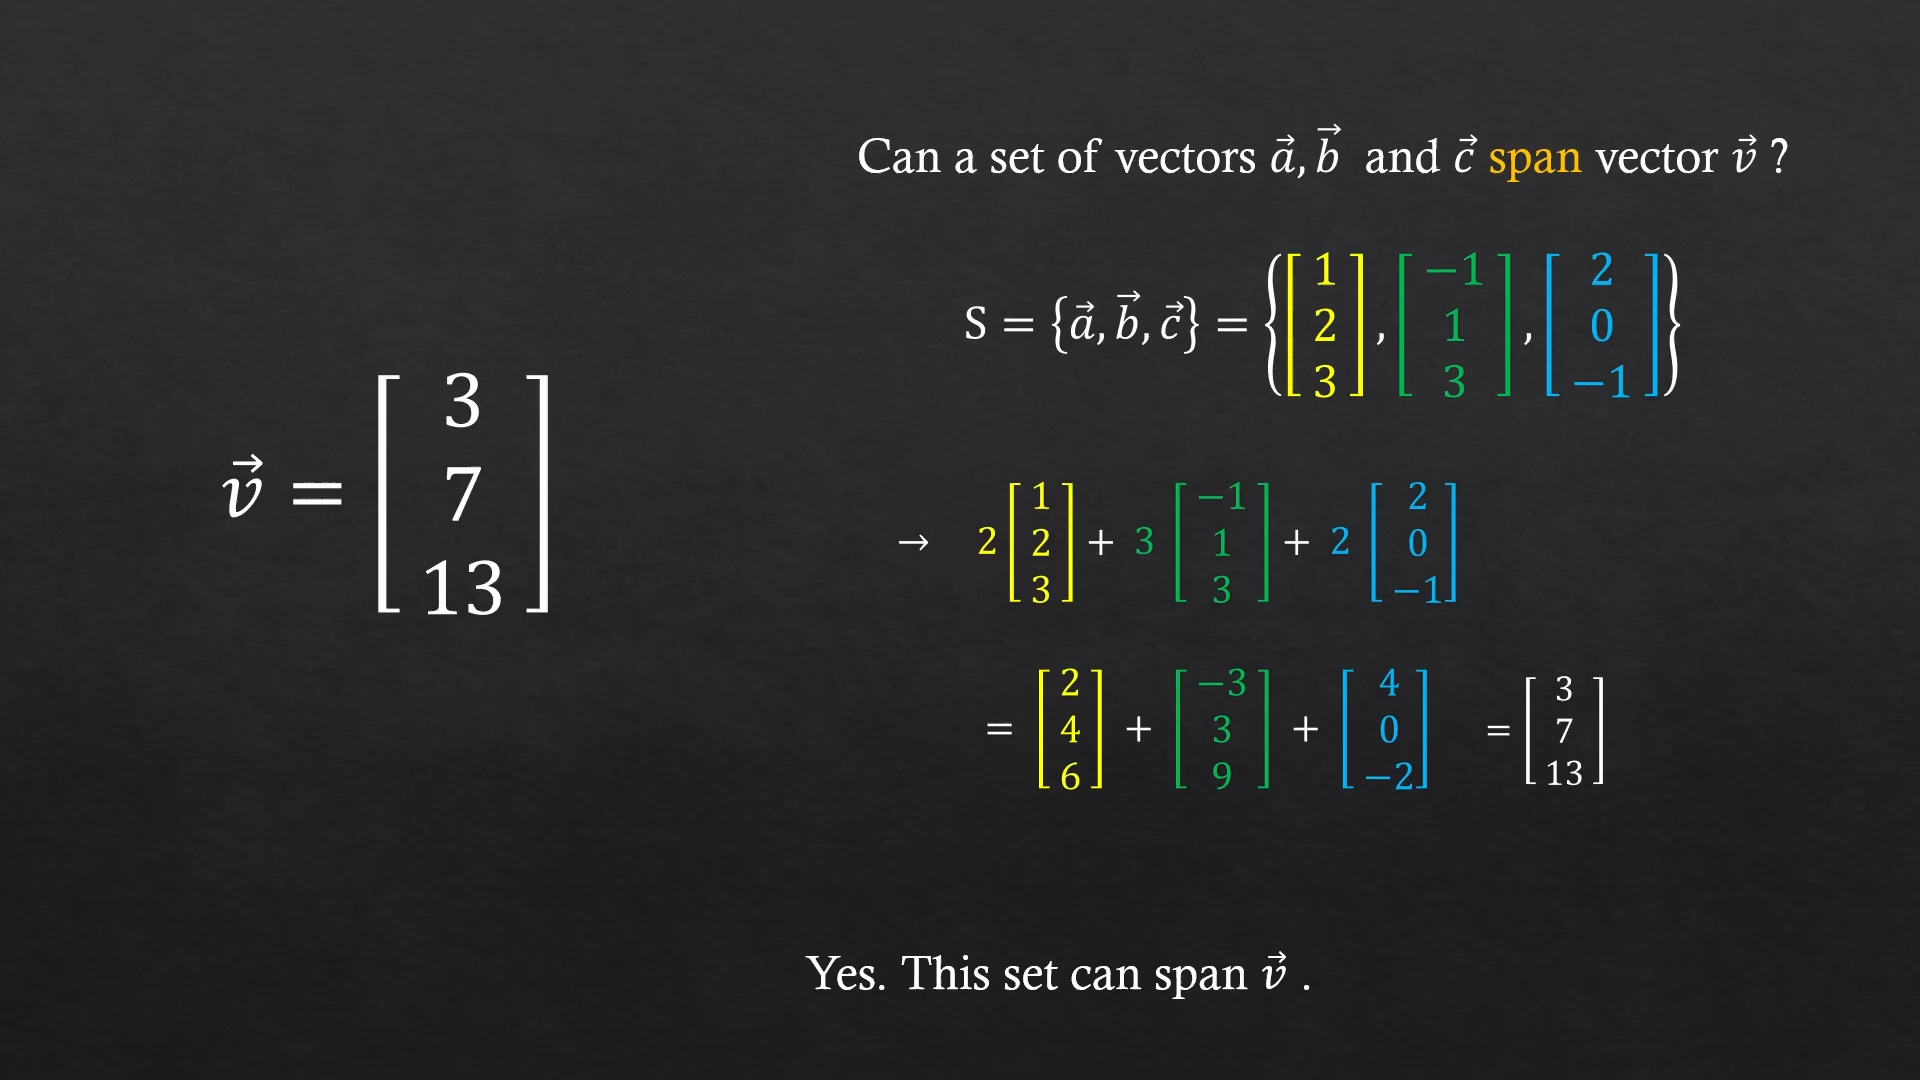 Can a set of vectors a⃗, b⃗ and c⃗ span vector v⃗ ?
S = {a⃗, b⃗, c⃗} = {[1 2 3], [−1 1 3], [2 0 −1]}
v⃗ = [3 7 13]
→ 2 [1 2 3] + 3 [−1 1 3] + 2 [2 0 −1]
= [2 4 6] + [−3 3 9] + [4 0 −2] = [3 7 13]
Yes. This set can span v⃗ .